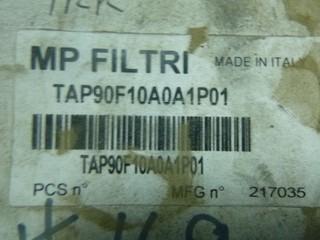 MP FILTRI MADE IN ITALY
TAP90F10A0A1P01
TAP90F10A0A1P01
PCS n° MFG n° 217035